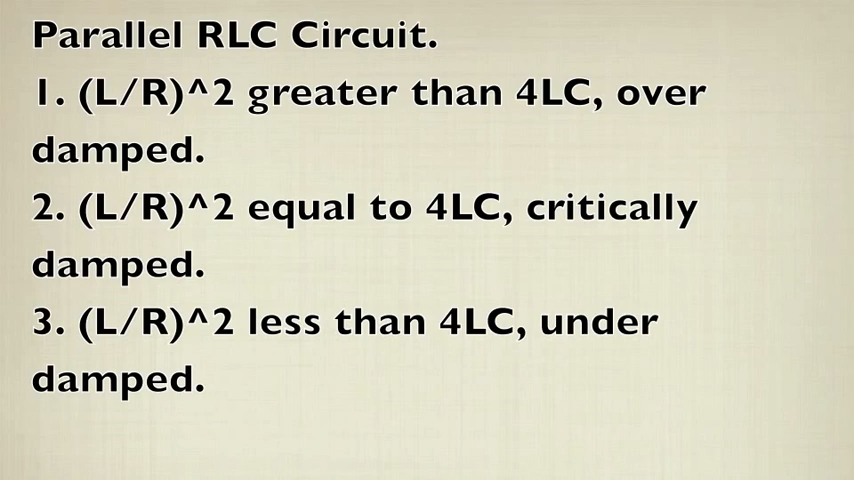 Parallel RLC Circuit.
1. (L/R)^2 greater than 4LC, over
damped.
2. (L/R)^2 equal to 4LC, critically
damped.
3. (L/R)^2 less than 4LC, under
damped.